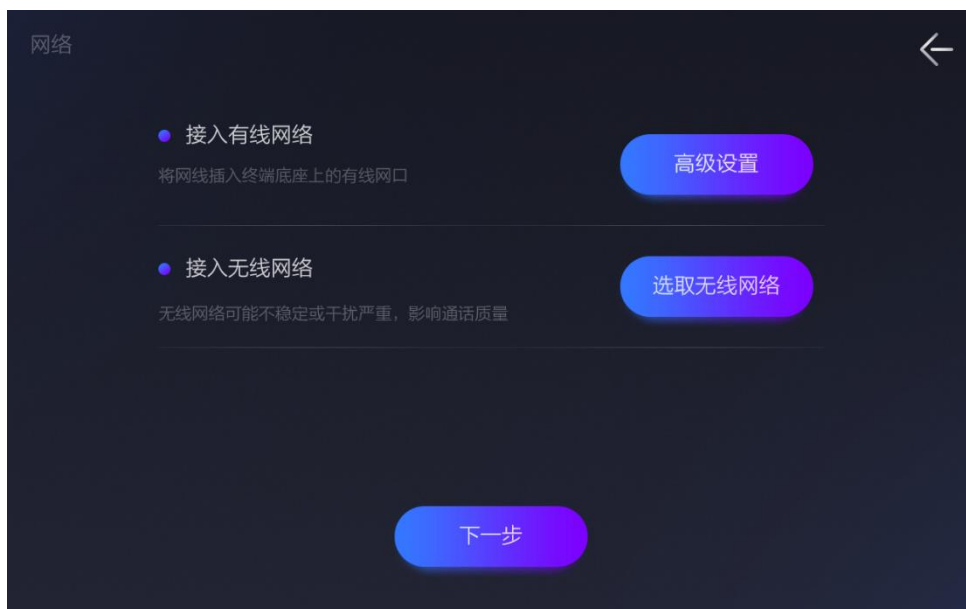 网络
接入有线网络
高级设置
将网线插入终端底座上的有线网口
接入无线网络
选取无线网络
无线网络可能不稳定或干扰严重，影响通话质量
下一步